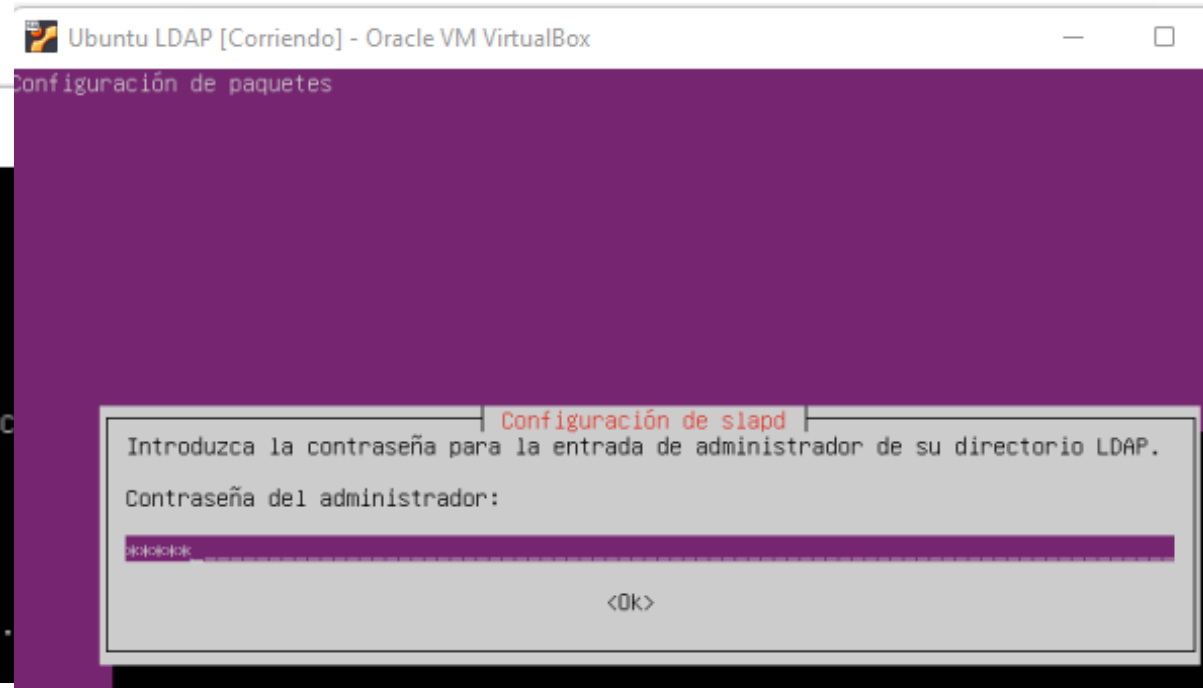 Ubuntu LDAP [Corriendo] - Oracle VM VirtualBox
Configuración de paquetes
Configuración de slapd
Introduzca la contraseña para la entrada de administrador de su directorio LDAP.
Contraseña del administrador:
*****
<Ok>